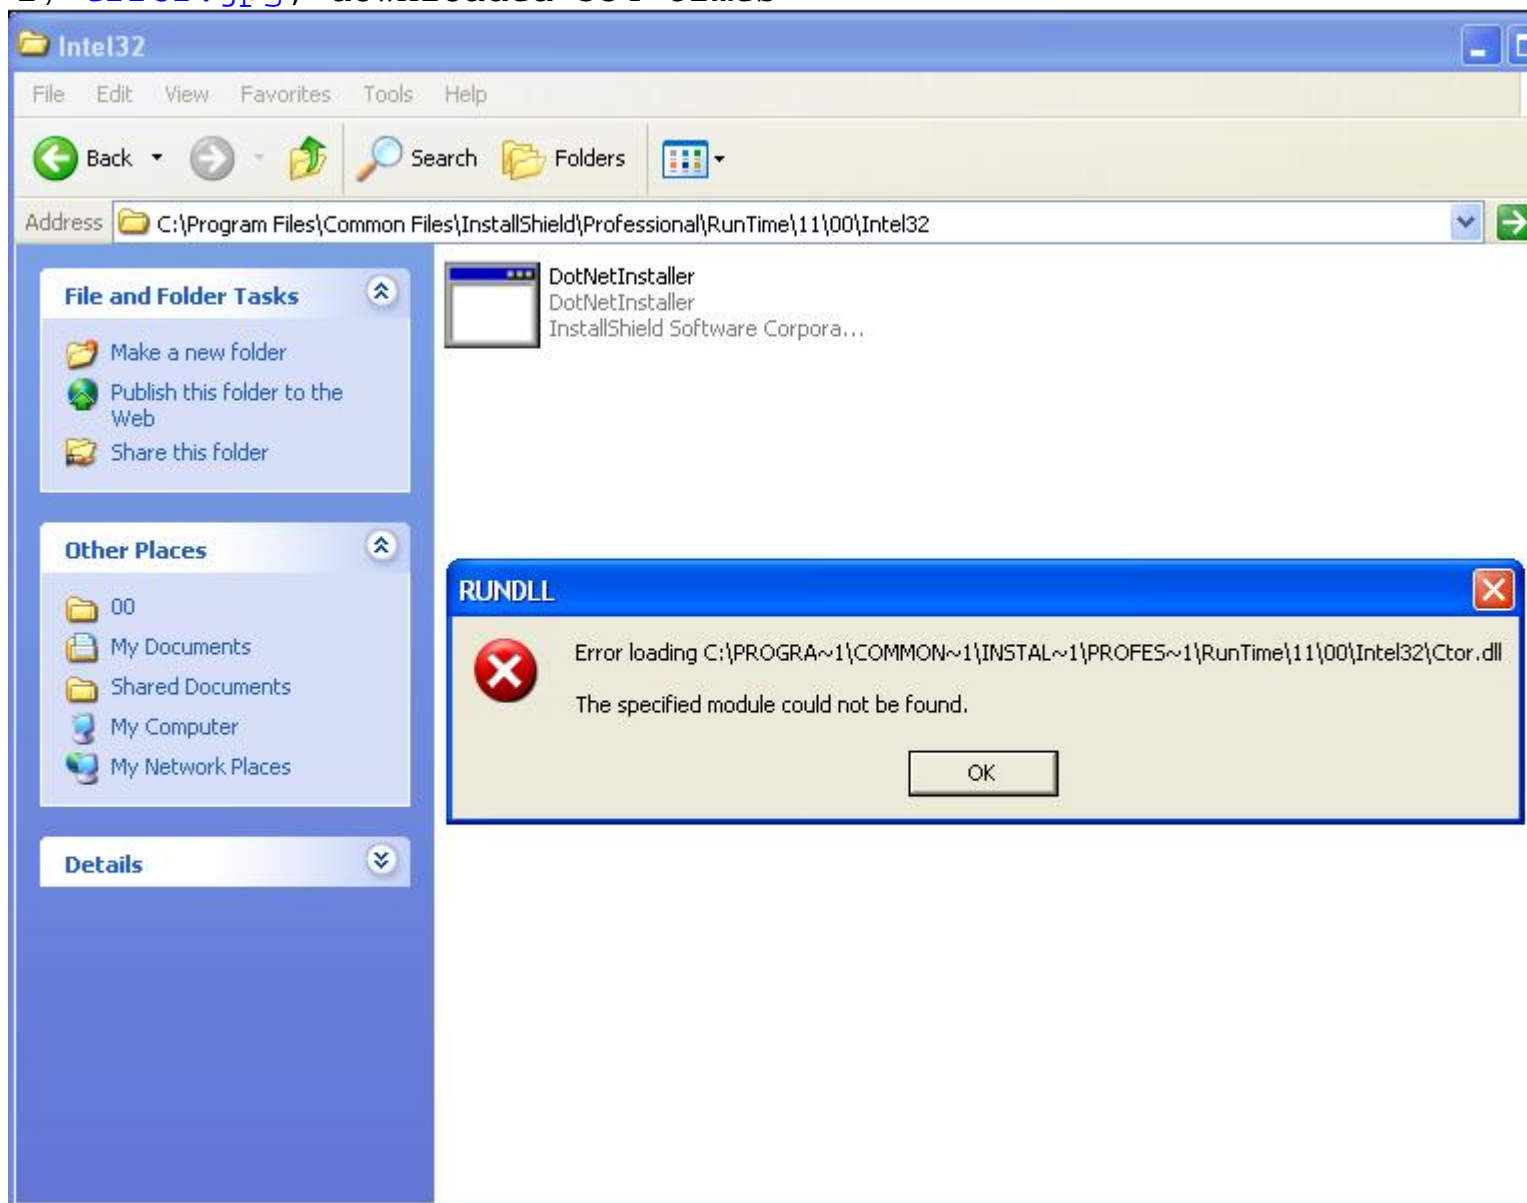 Intel32
File Edit View Favorites Tools Help
Back Search Folders
Address C:\Program Files\Common Files\InstallShield\Professional\RunTime\11\00\Intel32
File and Folder Tasks
Make a new folder
Publish this folder to the
Web
Share this folder
Other Places
00
My Documents
Shared Documents
My Computer
My Network Places
Details
DotNetInstaller
DotNetInstaller
InstallShield Software Corpora...
RUNDLL
Error loading C:\PROGRA~1\COMMON~1\INSTAL~1\PROFES~1\RunTime\11\00\Intel32\Ctor.dll
The specified module could not be found.
OK